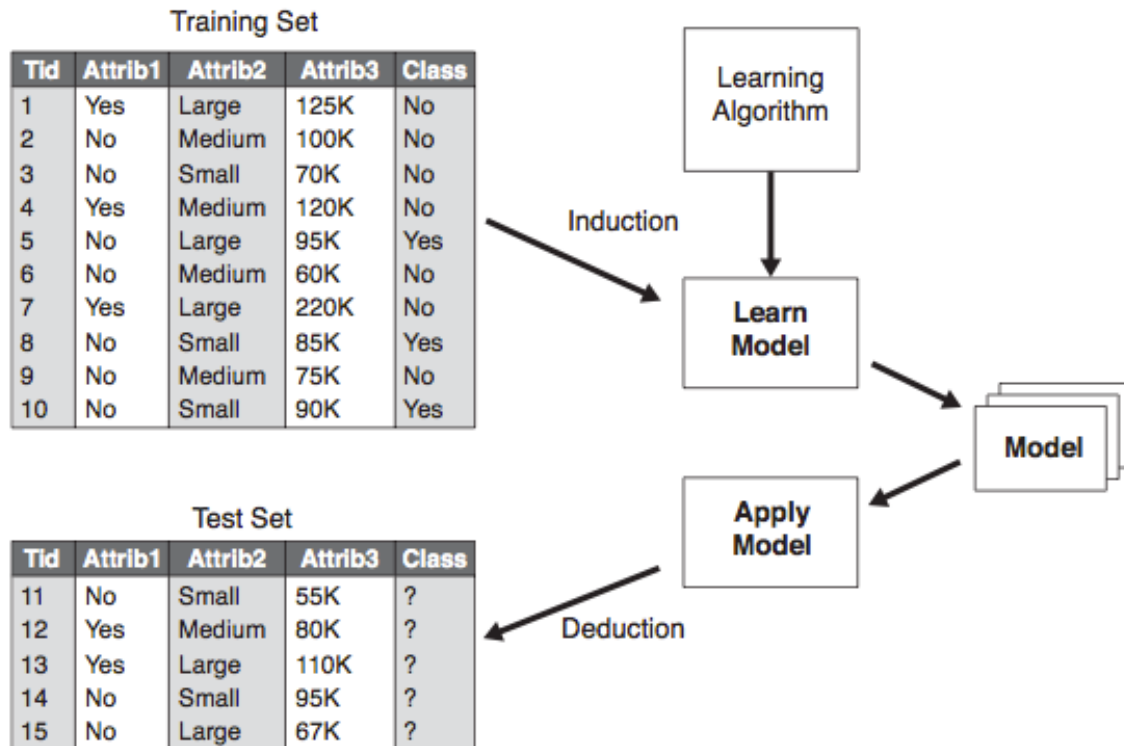 Training Set
Tid Attrib1 Attrib2 Attrib3 Class
1 Yes Large 125K No
2 No Medium 100K No
3 No Small 70K No
4 Yes Medium 120K No
5 No Large 95K Yes
6 No Medium 60K No
7 Yes Large 220K No
8 No Small 85K Yes
9 No Medium 75K No
10 No Small 90K Yes
Learning
Algorithm
Induction
Learn
Model
Model
Apply
Model
Deduction
Test Set
Tid Attrib1 Attrib2 Attrib3 Class
11 No Small 55K ?
12 Yes Medium 80K ?
13 Yes Large 110K ?
14 No Small 95K ?
15 No Large 67K ?